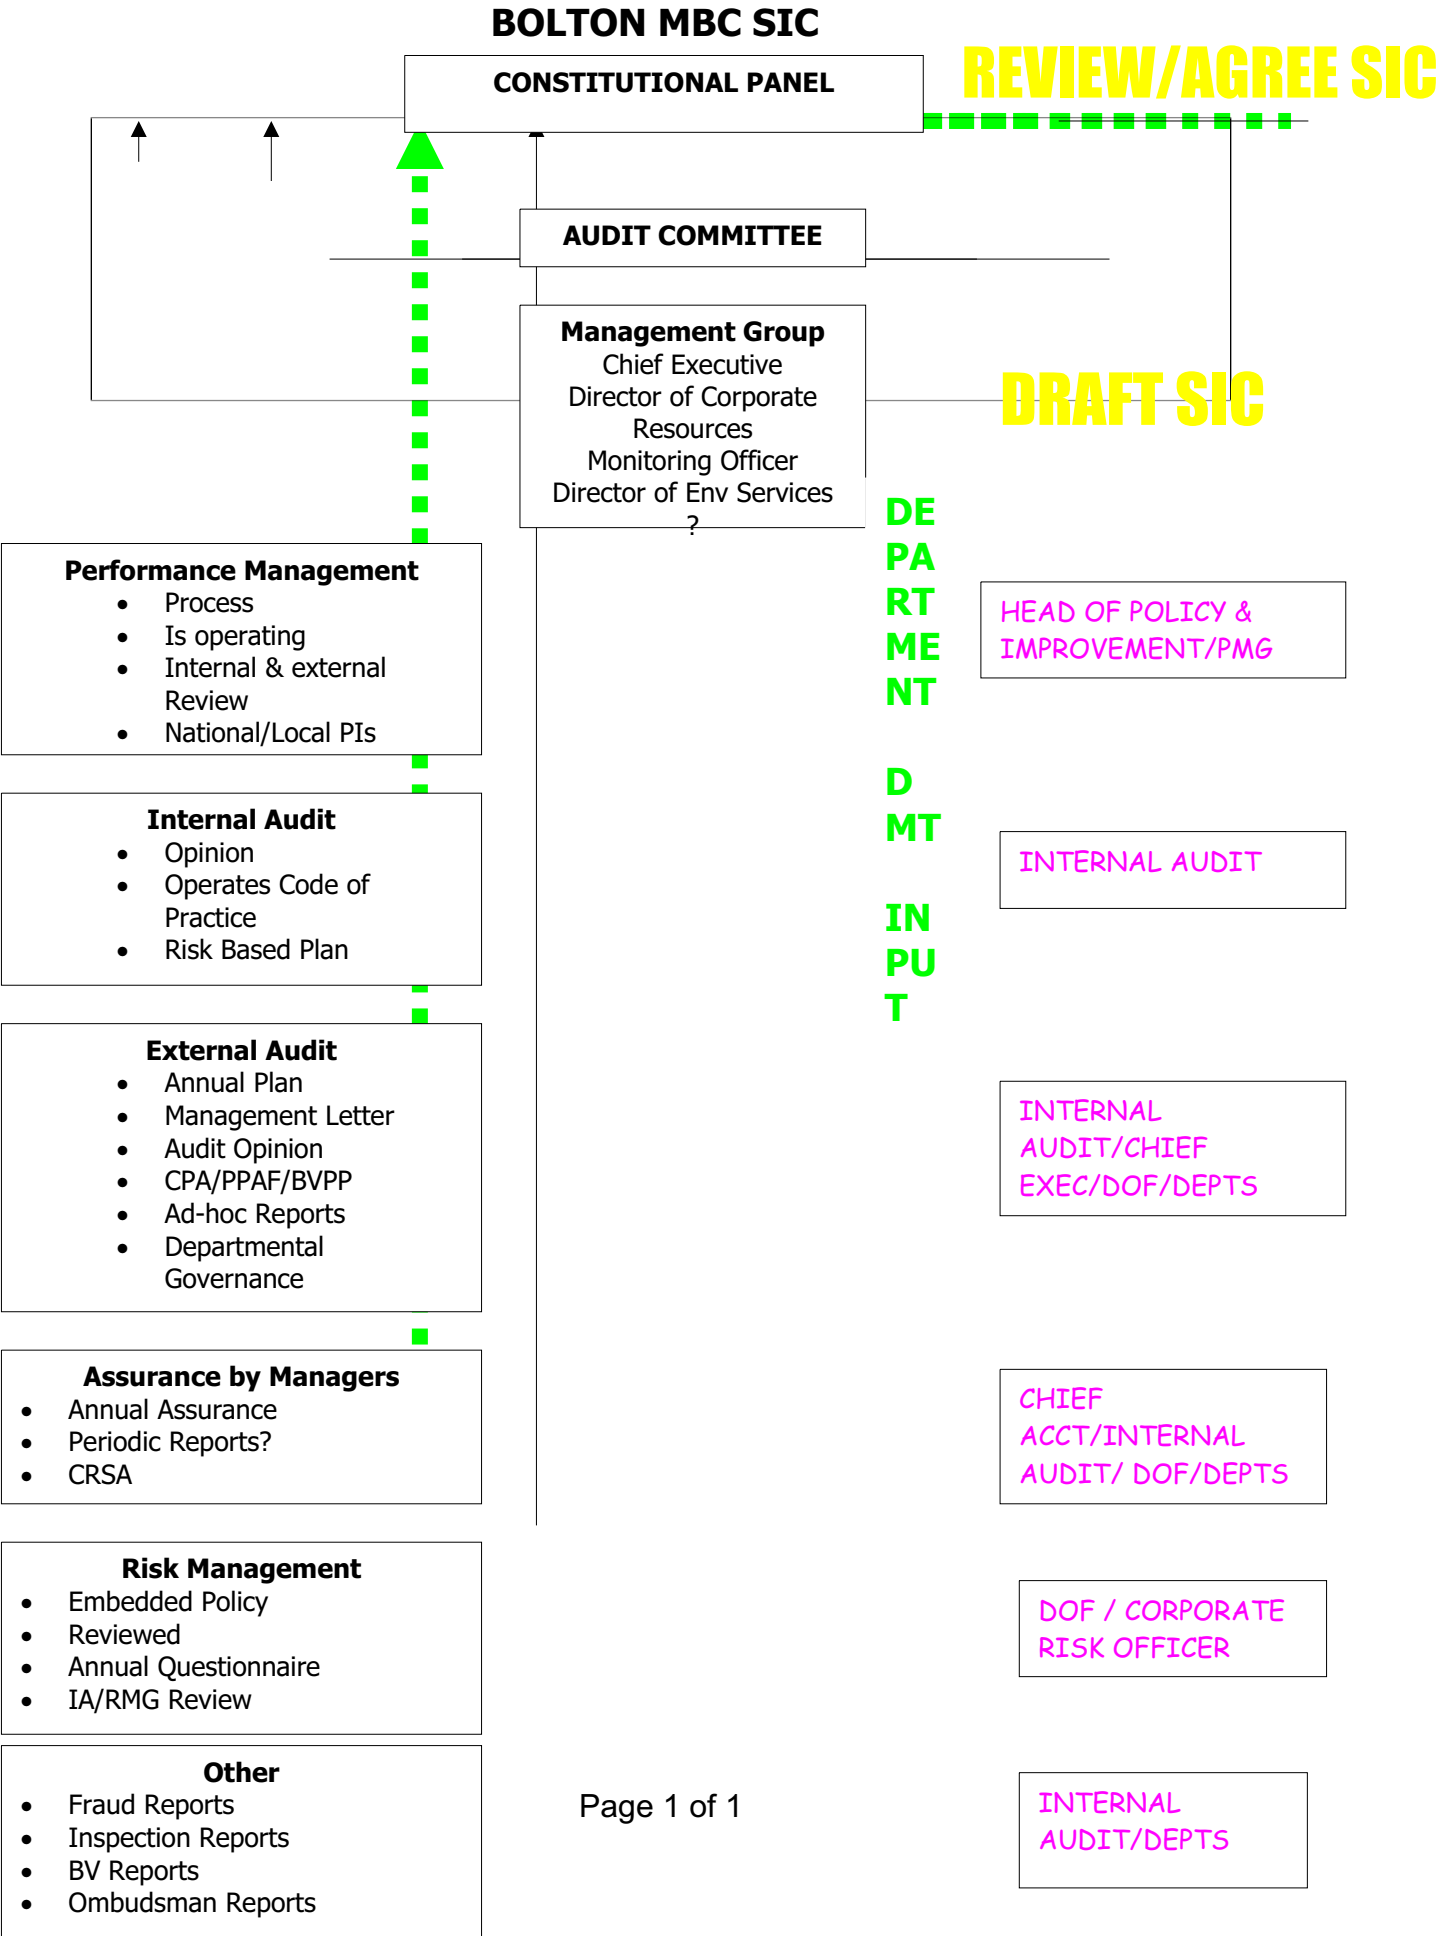 BOLTON MBC SIC
CONSTITUTIONAL PANEL
REVIEW/AGREE SIC
AUDIT COMMITTEE
Management Group
Chief Executive
Director of Corporate
Resources
Monitoring Officer
Director of Env Services
?
DRAFT SIC
DE
PA
RT
ME
NT
D
MT
IN
PU
T
Performance Management
• Process
• Is operating
• Internal & external
Review
• National/Local PIs
HEAD OF POLICY &
IMPROVEMENT/PMG
Internal Audit
• Opinion
• Operates Code of
Practice
• Risk Based Plan
INTERNAL AUDIT
External Audit
• Annual Plan
• Management Letter
• Audit Opinion
• CPA/PPAF/BVPP
• Ad-hoc Reports
• Departmental
Governance
INTERNAL
AUDIT/CHIEF
EXEC/DOF/DEPTS
Assurance by Managers
• Annual Assurance
• Periodic Reports?
• CRSA
CHIEF
ACCT/INTERNAL
AUDIT/ DOF/DEPTS
Risk Management
• Embedded Policy
• Reviewed
• Annual Questionnaire
• IA/RMG Review
DOF / CORPORATE
RISK OFFICER
Other
• Fraud Reports
• Inspection Reports
• BV Reports
• Ombudsman Reports
INTERNAL
AUDIT/DEPTS
Page 1 of 1